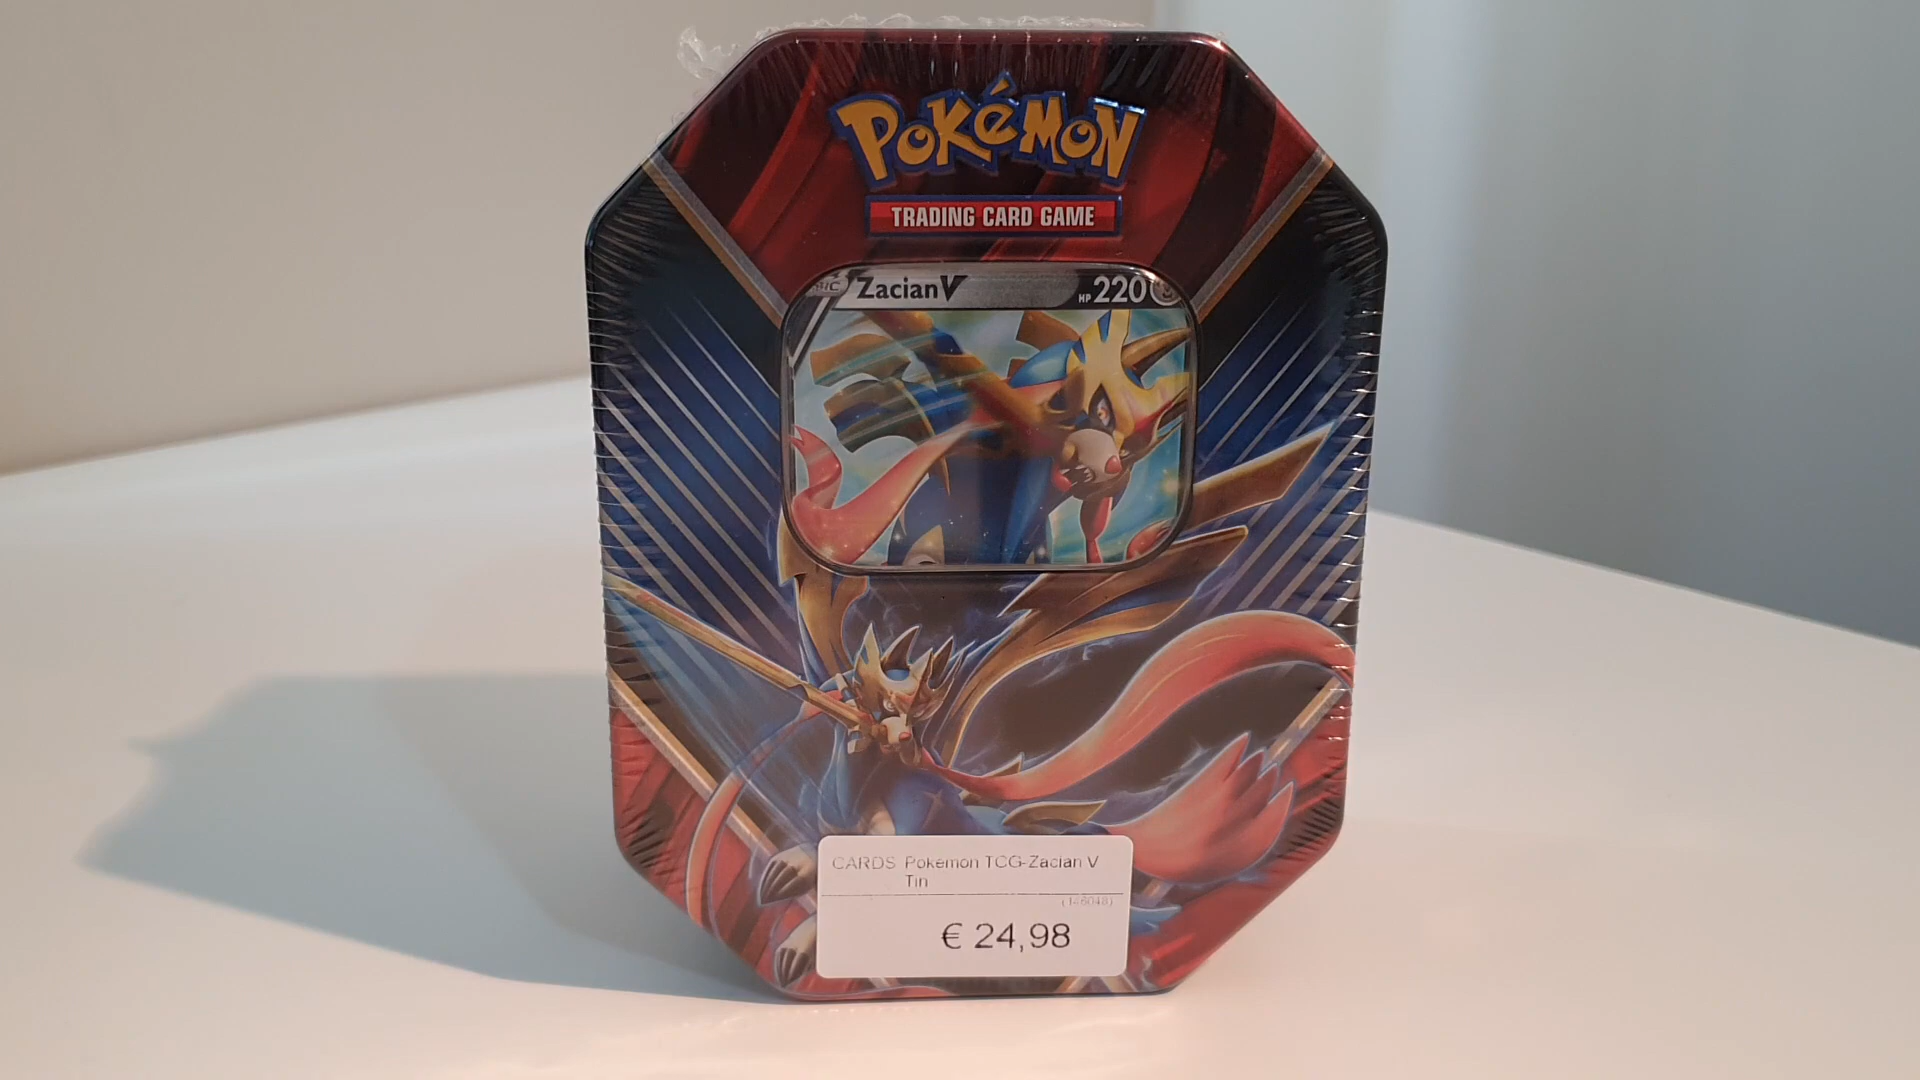 POKéMON
TRADING CARD GAME
Zacian V HP 220
CARDS Pokemon TCG-Zacian V
Tin
€ 24,98